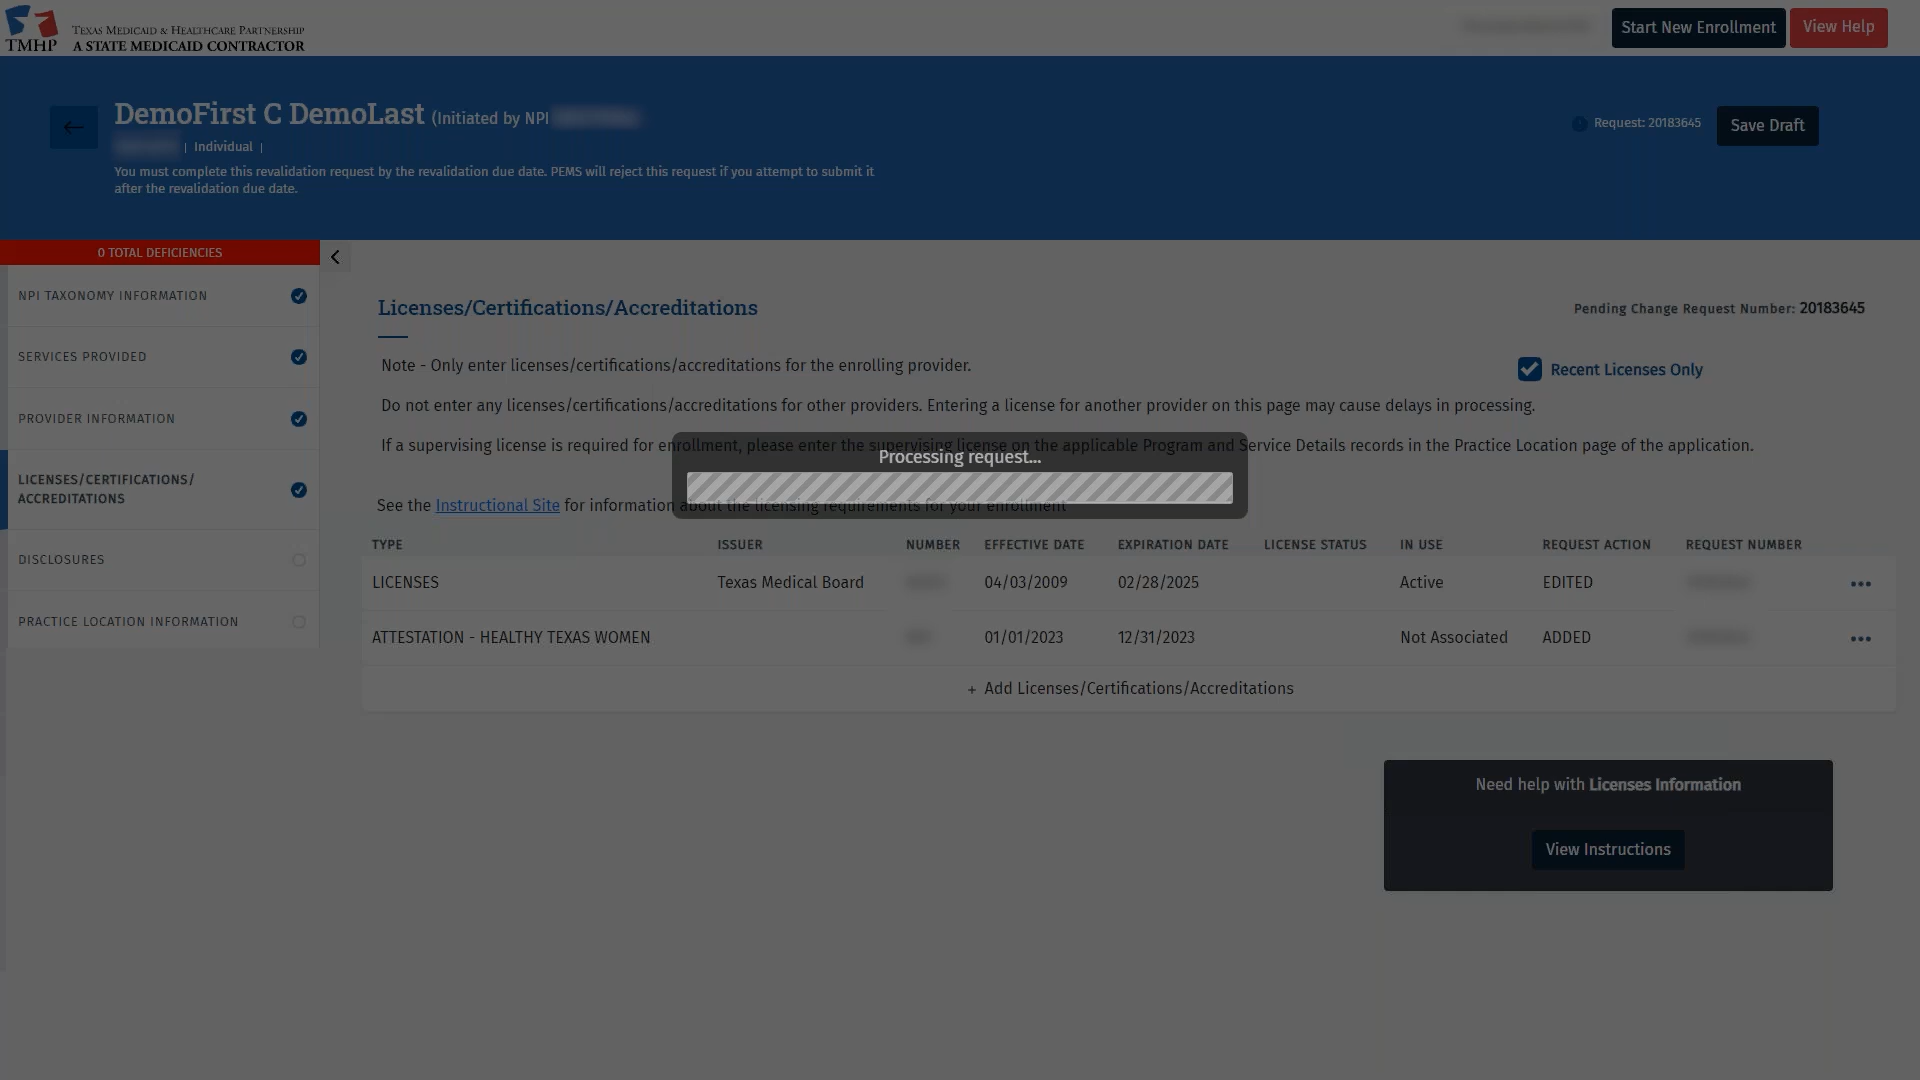 TMHP
TEXAS MEDICAID & HEALTHCARE PARTNERSHIP
A STATE MEDICAID CONTRACTOR
Start New Enrollment
View Help
DemoFirst C DemoLast (Initiated by NPI
| Individual |
You must complete this revalidation request by the revalidation due date. PEMS will reject this request if you attempt to submit it
after the revalidation due date.
Request: 20183645
Save Draft
0 TOTAL DEFICIENCIES
NPI TAXONOMY INFORMATION
SERVICES PROVIDED
PROVIDER INFORMATION
LICENSES/CERTIFICATIONS/
ACCREDITATIONS
DISCLOSURES
PRACTICE LOCATION INFORMATION
Licenses/Certifications/Accreditations
Pending Change Request Number: 20183645
Note - Only enter licenses/certifications/accreditations for the enrolling provider.
Recent Licenses Only
Do not enter any licenses/certifications/accreditations for other providers. Entering a license for another provider on this page may cause delays in processing.
If a supervising license is required for enrollment, please enter the supervising license on the applicable Program and Service Details records in the Practice Location page of the application.
Processing request...
See the Instructional Site for information about the licensing requirements for your enrollment
TYPE ISSUER NUMBER EFFECTIVE DATE EXPIRATION DATE LICENSE STATUS IN USE REQUEST ACTION REQUEST NUMBER
LICENSES Texas Medical Board 04/03/2009 02/28/2025 Active EDITED
ATTESTATION - HEALTHY TEXAS WOMEN 01/01/2023 12/31/2023 Not Associated ADDED
+ Add Licenses/Certifications/Accreditations
Need help with Licenses Information
View Instructions